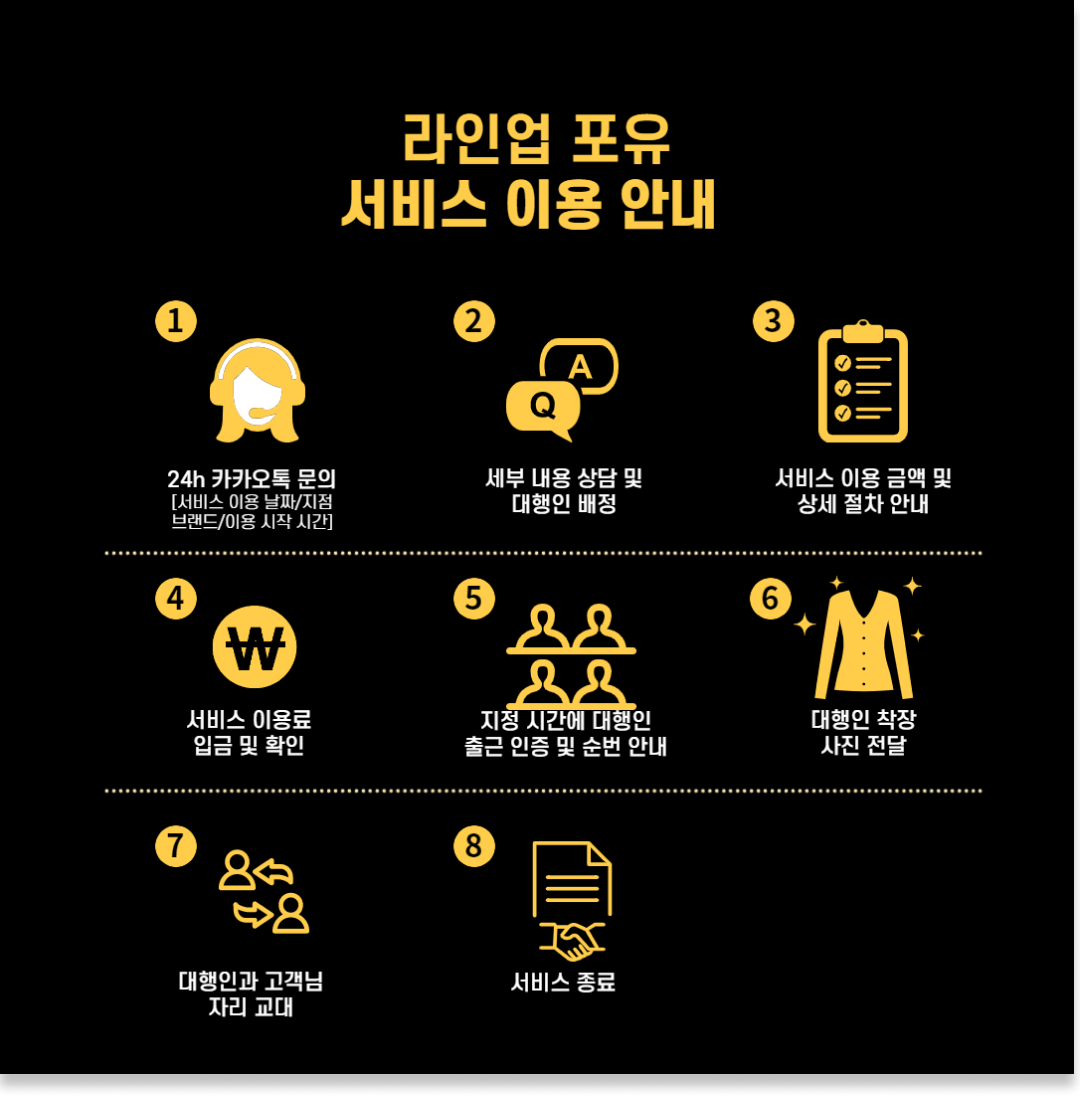 라인업 포유
서비스 이용 안내
1
24h 카카오톡 문의
[서비스 이용 날짜/지점
브랜드/이용 시작 시간]
2
A
Q
세부 내용 상담 및
대행인 배정
3
서비스 이용 금액 및
상세 절차 안내
4
₩
서비스 이용료
입금 및 확인
5
지정 시간에 대행인
출근 인증 및 순번 안내
6
대행인 착장
사진 전달
7
대행인과 고객님
자리 교대
8
서비스 종료